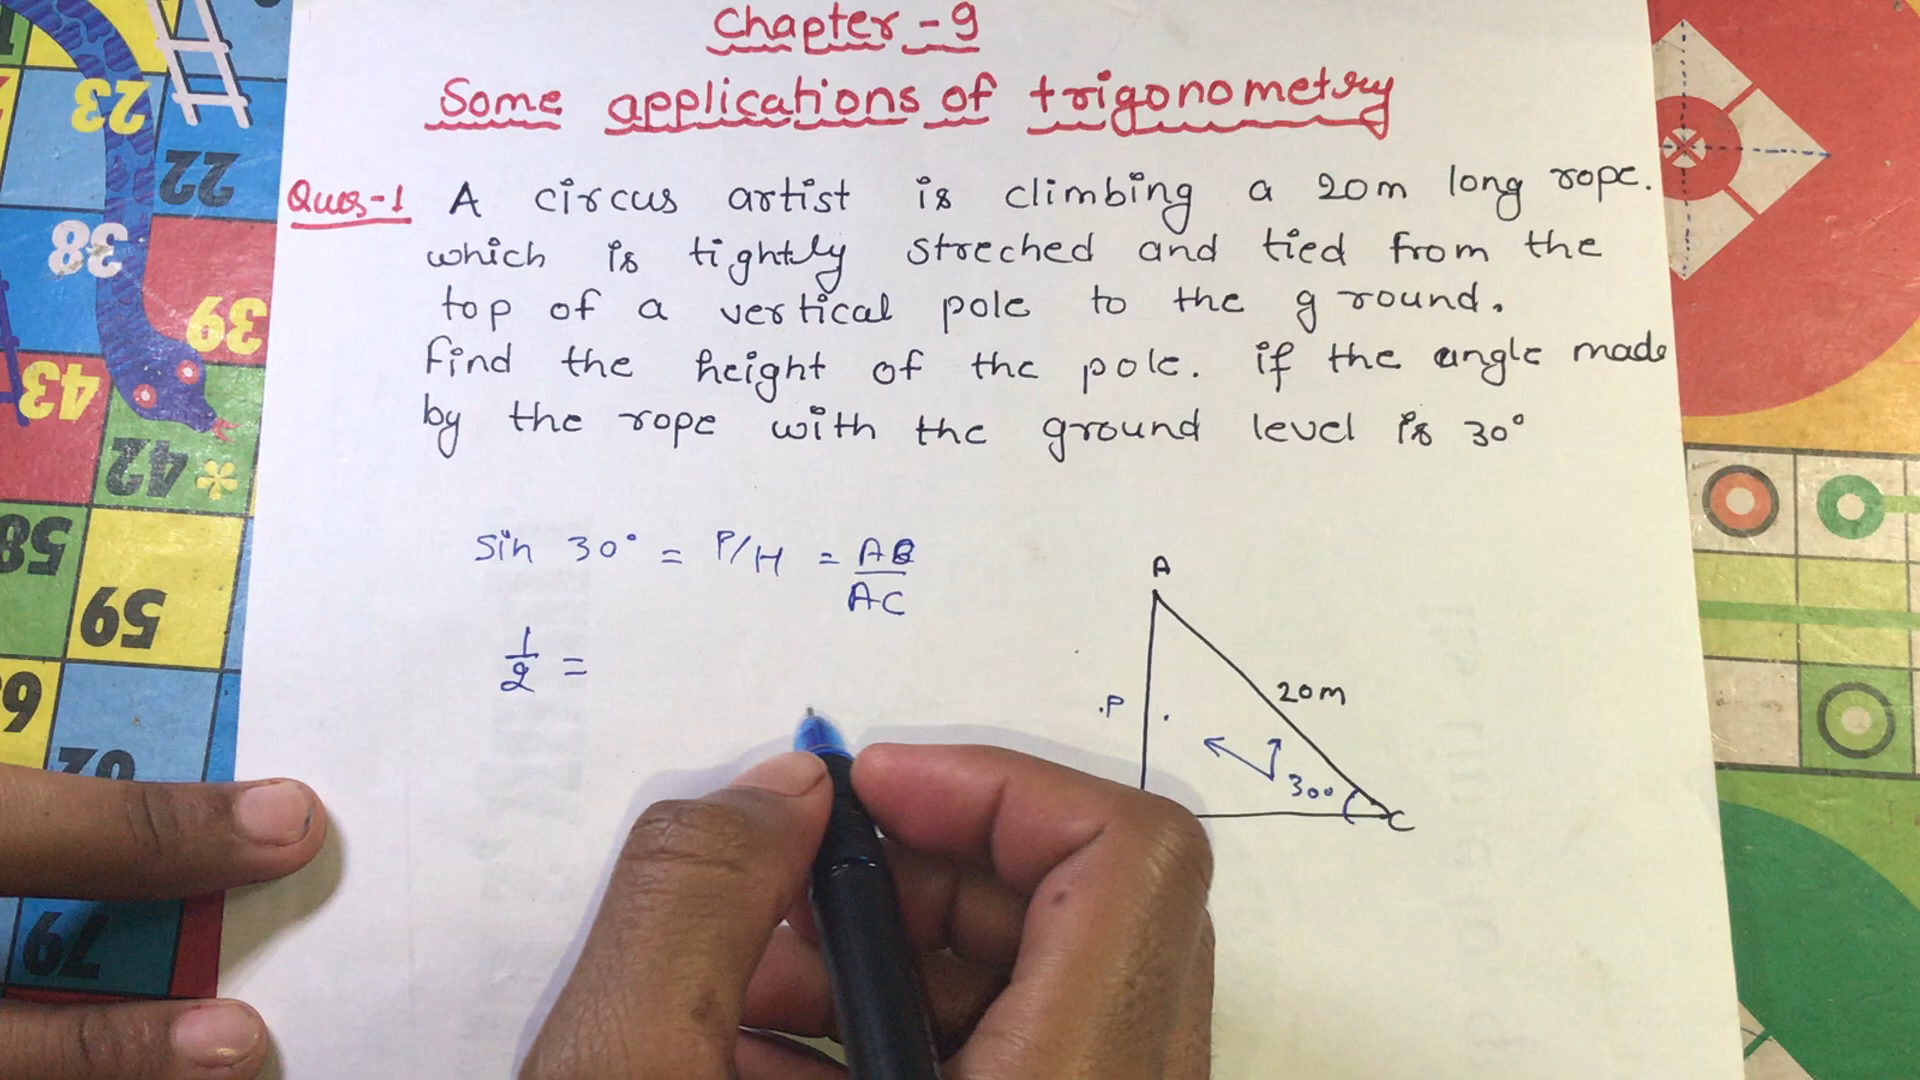 Chapter - 9
Some applications of trigonometry
Ques-1 A circus artist is climbing a 20m long rope.
which is tightly streched and tied from the
top of a vertical pole to the ground.
find the height of the pole. if the angle made
by the rope with the ground level is 30°
sin 30° = P/H = AB/AC
1/2 =
A
20m
.P
30°
C
23
22
38
39
43
42
58
59
62
79